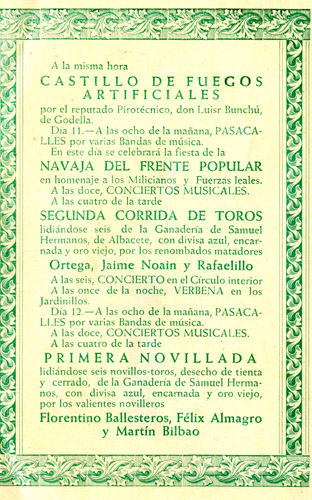 A la misma hora
CASTILLO DE FUEGOS
ARTIFICIALES
por el reputado Pirotécnico, don Luisr Bunchú,
de Godella.
Día 11.—A las ocho de la mañana, PASACA-
LLES por varias Bandas de música.
En este día se celebrará la fiesta de la
NAVAJA DEL FRENTE POPULAR
en homenaje a los Milicianos y Fuerzas leales.
A las doce, CONCIERTOS MUSICALES.
A las cuatro de la tarde
SEGUNDA CORRIDA DE TOROS
lidiándose seis de la Ganadería de Samuel
Hermanos, de Albacete, con divisa azul, encar-
nada y oro viejo, por los renombados matadores
Ortega, Jaime Noain y Rafaelillo
A las seis, CONCIERTO en el Círculo interior
A las once de la noche, VERBENA en los
Jardinillos.
Día 12.—A las ocho de la mañana, PASACA-
LLES por varias Bandas de música.
A las doce, CONCIERTOS MUSICALES.
A las cuatro de la tarde
PRIMERA NOVILLADA
lidiándose seis novillos-toros, desecho de tienta
y cerrado, de la Ganadería de Samuel Herma-
nos, con divisa azul, encarnada y oro viejo,
por los valientes novilleros
Florentino Ballesteros, Félix Almagro
y Martín Bilbao